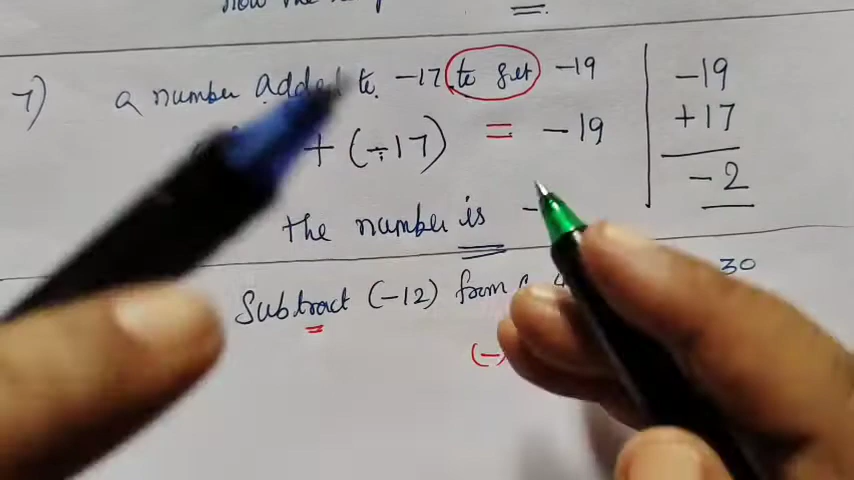 7) a number added to -17 to get -19
+ (-17) = -19
the number is -
-19
+17
-2
Subtract (-12) from
30
(-)